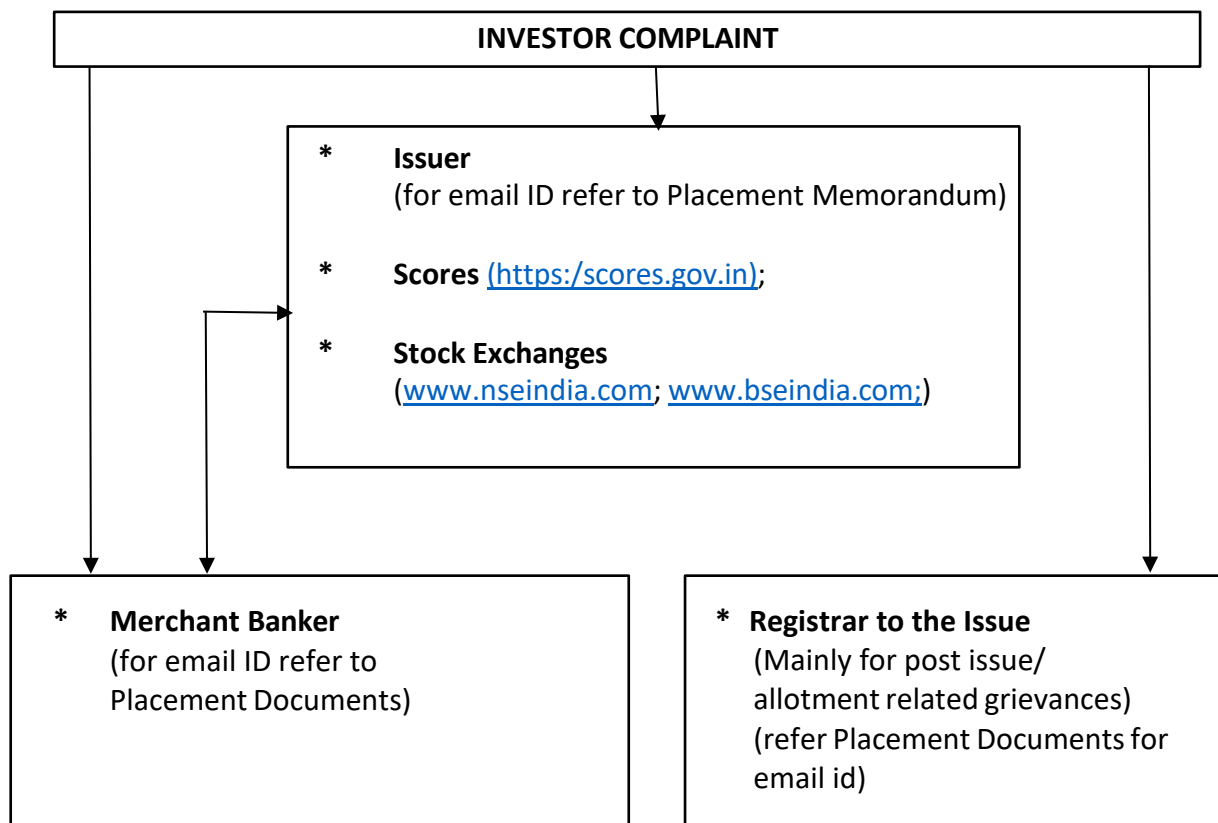 INVESTOR COMPLAINT
* Issuer
(for email ID refer to Placement Memorandum)
* Scores (https:/scores.gov.in);
* Stock Exchanges
(www.nseindia.com; www.bseindia.com;)
* Merchant Banker
(for email ID refer to
Placement Documents)
* Registrar to the Issue
(Mainly for post issue/
allotment related grievances)
(refer Placement Documents for
email id)